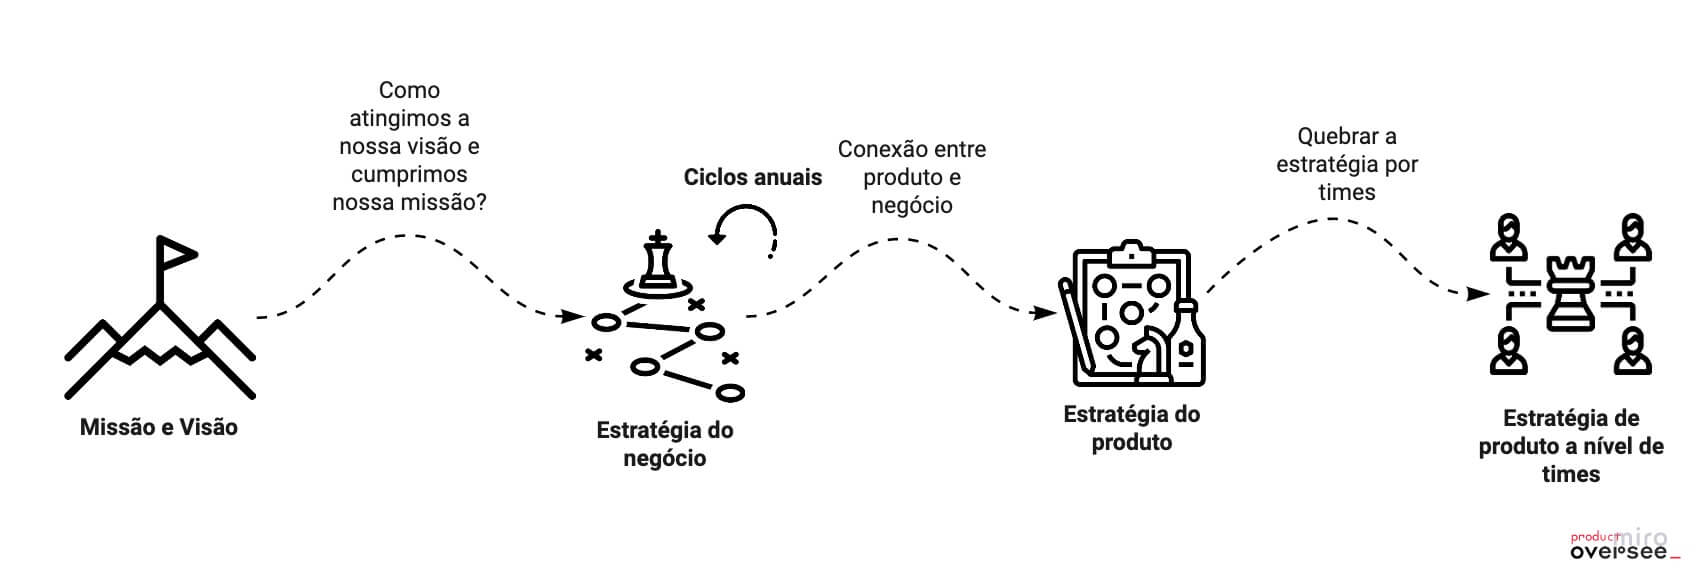 Como
atingimos a
nossa visão e
cumprimos
nossa missão?
Ciclos anuais
Conexão entre
produto e
negócio
Quebrar a
estratégia por
times
Missão e Visão
Estratégia do
negócio
Estratégia do
produto
Estratégia de
produto a nível de
times
product
miro
oversee_